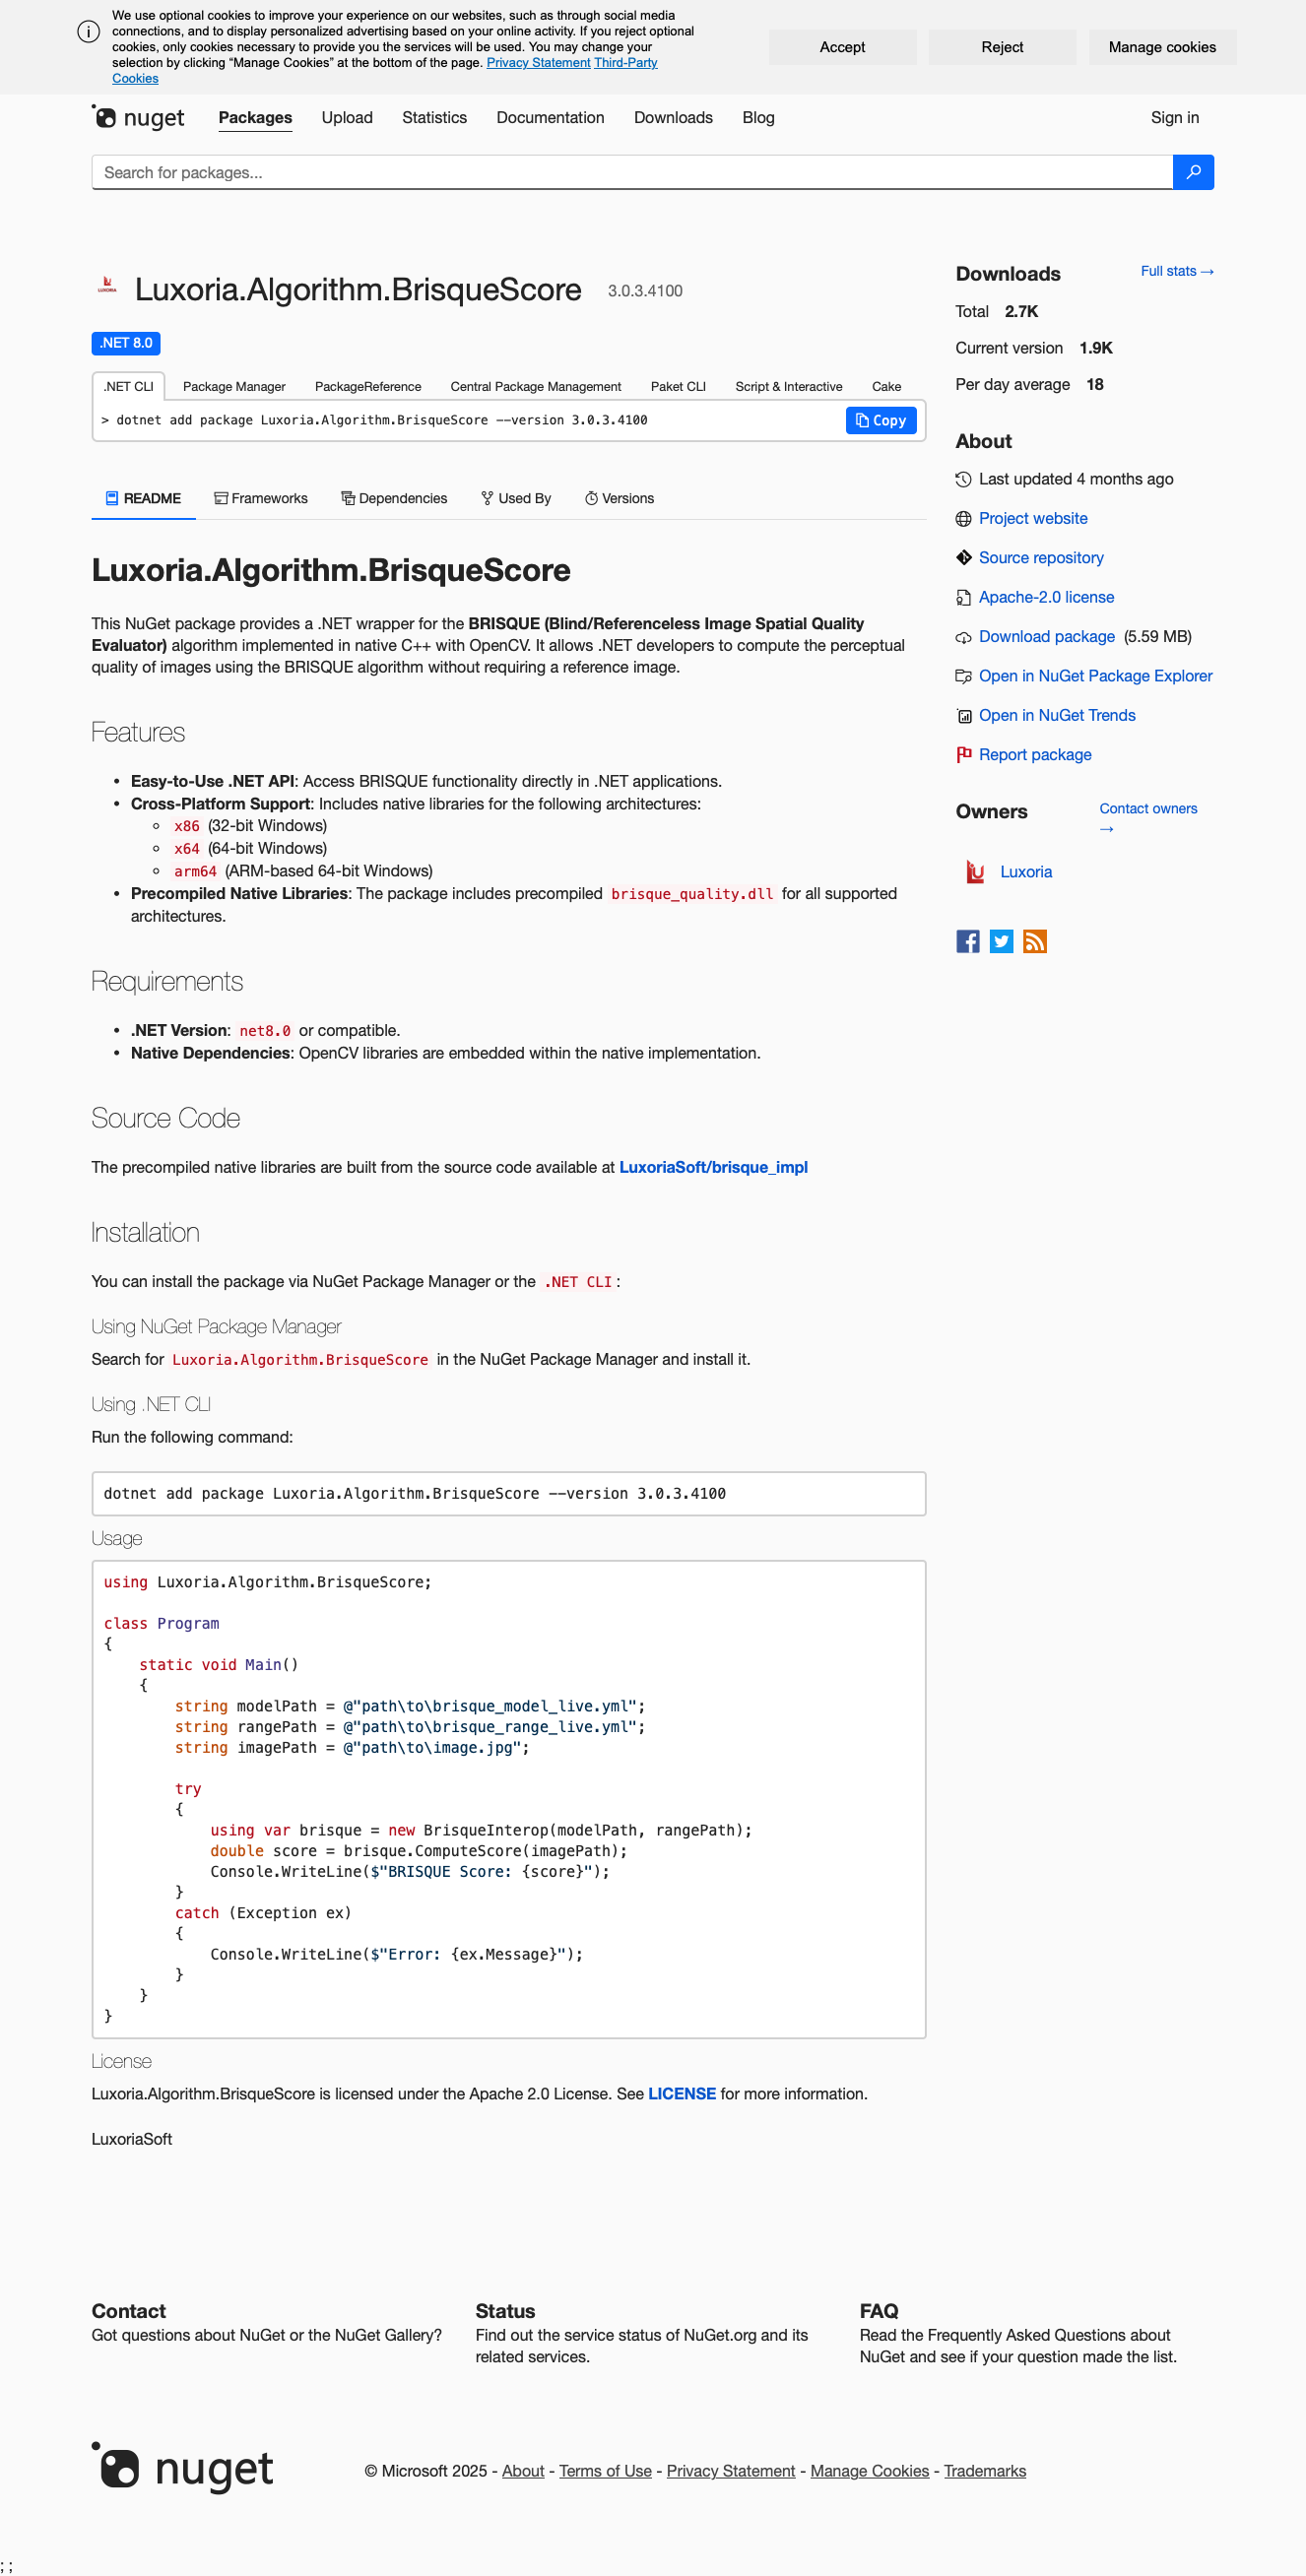 We use optional cookies to improve your experience on our websites, such as through social media
connections, and to display personalized advertising based on your online activity. If you reject optional
cookies, only cookies necessary to provide you the services will be used. You may change your
selection by clicking “Manage Cookies” at the bottom of the page. Privacy Statement Third-Party
Cookies
Accept
Reject
Manage cookies
nuget
Packages
Upload
Statistics
Documentation
Downloads
Blog
Sign in
Search for packages...
Luxoria.Algorithm.BrisqueScore 3.0.3.4100
.NET 8.0
.NET CLI
Package Manager
PackageReference
Central Package Management
Paket CLI
Script & Interactive
Cake
> dotnet add package Luxoria.Algorithm.BrisqueScore --version 3.0.3.4100
Copy
README
Frameworks
Dependencies
Used By
Versions
Luxoria.Algorithm.BrisqueScore
This NuGet package provides a .NET wrapper for the BRISQUE (Blind/Referenceless Image Spatial Quality
Evaluator) algorithm implemented in native C++ with OpenCV. It allows .NET developers to compute the perceptual
quality of images using the BRISQUE algorithm without requiring a reference image.
Features
• Easy-to-Use .NET API: Access BRISQUE functionality directly in .NET applications.
• Cross-Platform Support: Includes native libraries for the following architectures:
◦ x86 (32-bit Windows)
◦ x64 (64-bit Windows)
◦ arm64 (ARM-based 64-bit Windows)
• Precompiled Native Libraries: The package includes precompiled brisque_quality.dll for all supported
architectures.
Requirements
• .NET Version: net8.0 or compatible.
• Native Dependencies: OpenCV libraries are embedded within the native implementation.
Source Code
The precompiled native libraries are built from the source code available at LuxoriaSoft/brisque_impl
Installation
You can install the package via NuGet Package Manager or the .NET CLI:
Using NuGet Package Manager
Search for Luxoria.Algorithm.BrisqueScore in the NuGet Package Manager and install it.
Using .NET CLI
Run the following command:
dotnet add package Luxoria.Algorithm.BrisqueScore --version 3.0.3.4100
Usage
using Luxoria.Algorithm.BrisqueScore;
class Program
{
    static void Main()
    {
        string modelPath = @"path\to\brisque_model_live.yml";
        string rangePath = @"path\to\brisque_range_live.yml";
        string imagePath = @"path\to\image.jpg";
        try
        {
            using var brisque = new BrisqueInterop(modelPath, rangePath);
            double score = brisque.ComputeScore(imagePath);
            Console.WriteLine($"BRISQUE Score: {score}");
        }
        catch (Exception ex)
        {
            Console.WriteLine($"Error: {ex.Message}");
        }
    }
}
License
Luxoria.Algorithm.BrisqueScore is licensed under the Apache 2.0 License. See LICENSE for more information.
LuxoriaSoft
Downloads
Full stats →
Total 2.7K
Current version 1.9K
Per day average 18
About
Last updated 4 months ago
Project website
Source repository
Apache-2.0 license
Download package (5.59 MB)
Open in NuGet Package Explorer
Open in NuGet Trends
Report package
Owners
Contact owners
→
Luxoria
Contact
Got questions about NuGet or the NuGet Gallery?
Status
Find out the service status of NuGet.org and its
related services.
FAQ
Read the Frequently Asked Questions about
NuGet and see if your question made the list.
nuget
© Microsoft 2025 - About - Terms of Use - Privacy Statement - Manage Cookies - Trademarks
; ;